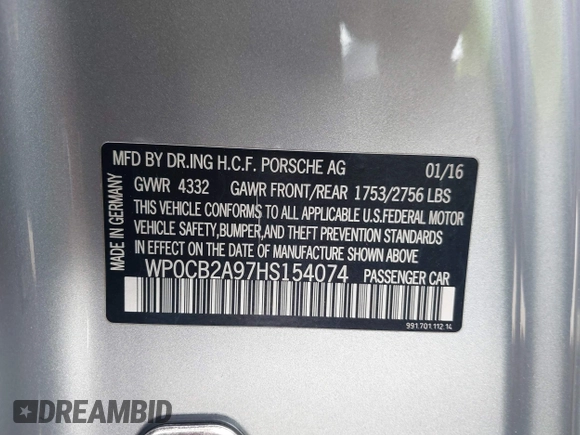 MFD BY DR.ING H.C.F. PORSCHE AG 01/16
GVWR 4332 GAWR FRONT/REAR 1753/2756 LBS
THIS VEHICLE CONFORMS TO ALL APPLICABLE U.S.FEDERAL MOTOR
VEHICLE SAFETY,BUMPER,AND THEFT PREVENTION STANDARDS
IN EFFECT ON THE DATE OF MANUFACTURE SHOWN ABOVE
WP0CB2A97HS154074 PASSENGER CAR
991.701.112.14
MADE IN GERMANY
DREAMBID